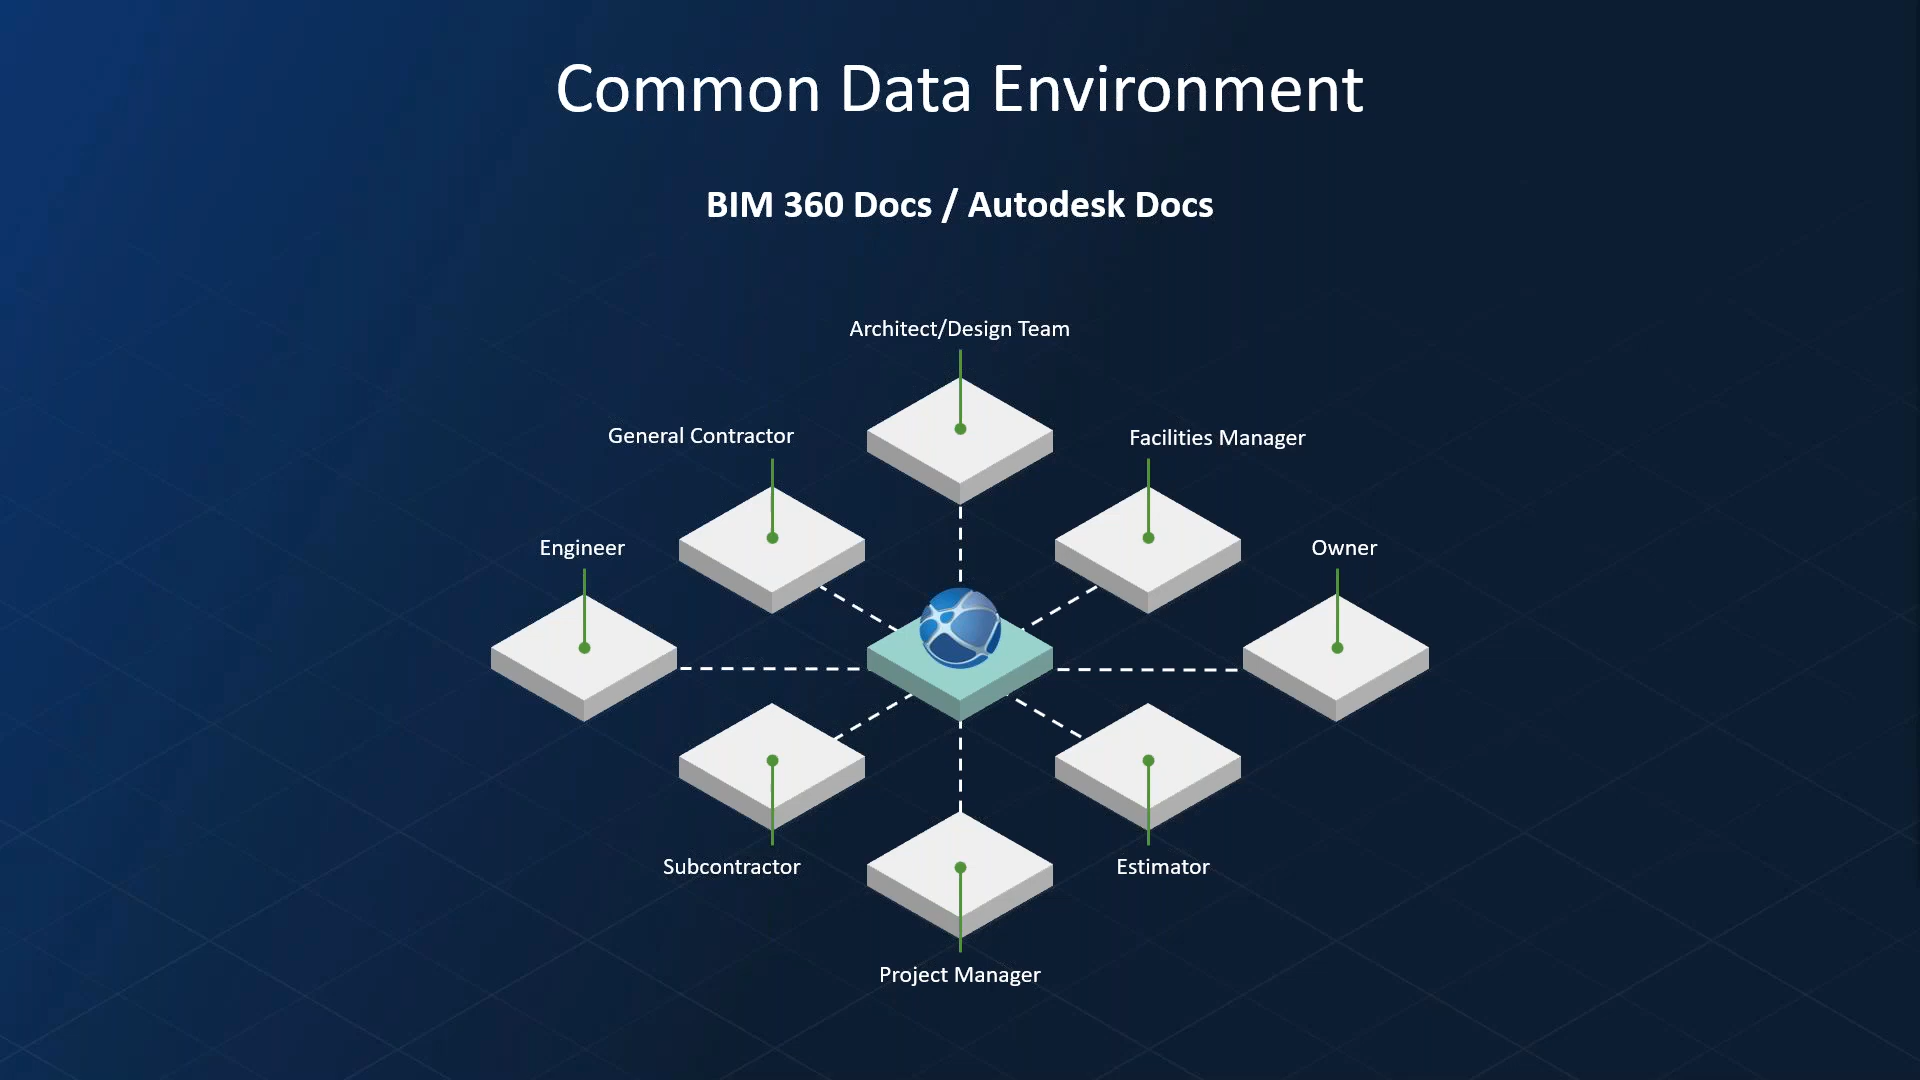 Common Data Environment
BIM 360 Docs / Autodesk Docs
Architect/Design Team
General Contractor
Facilities Manager
Engineer
Owner
Subcontractor
Estimator
Project Manager